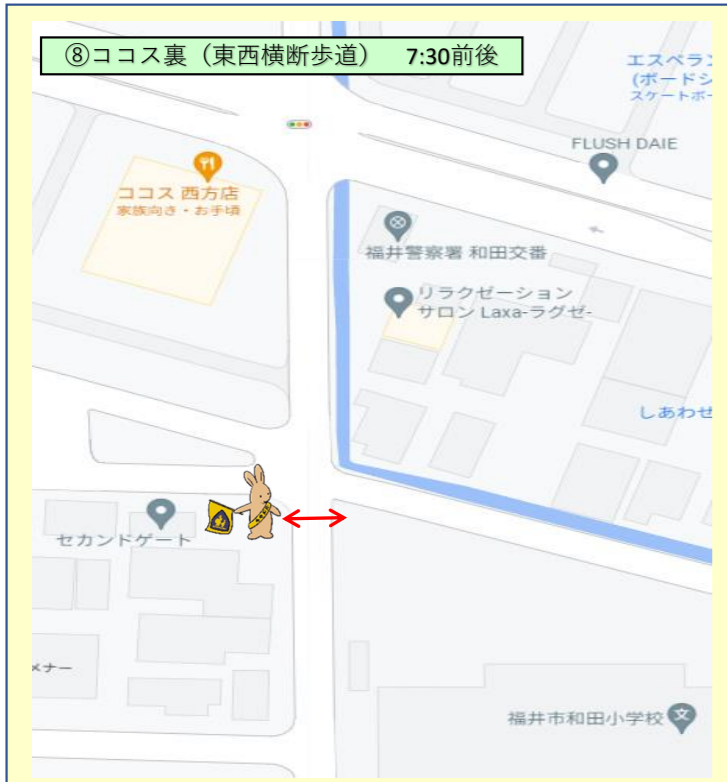 ⑧ココス裏（東西横断歩道） 7:30前後
エスペラン
(ボードシ
スケートボー
FLUSH DAIE
ココス 西方店
家族向き・お手頃
福井警察署 和田交番
リラクゼーション
サロン Laxa-ラグゼ-
しあわせ
セカンドゲート
メナー
福井市和田小学校
文